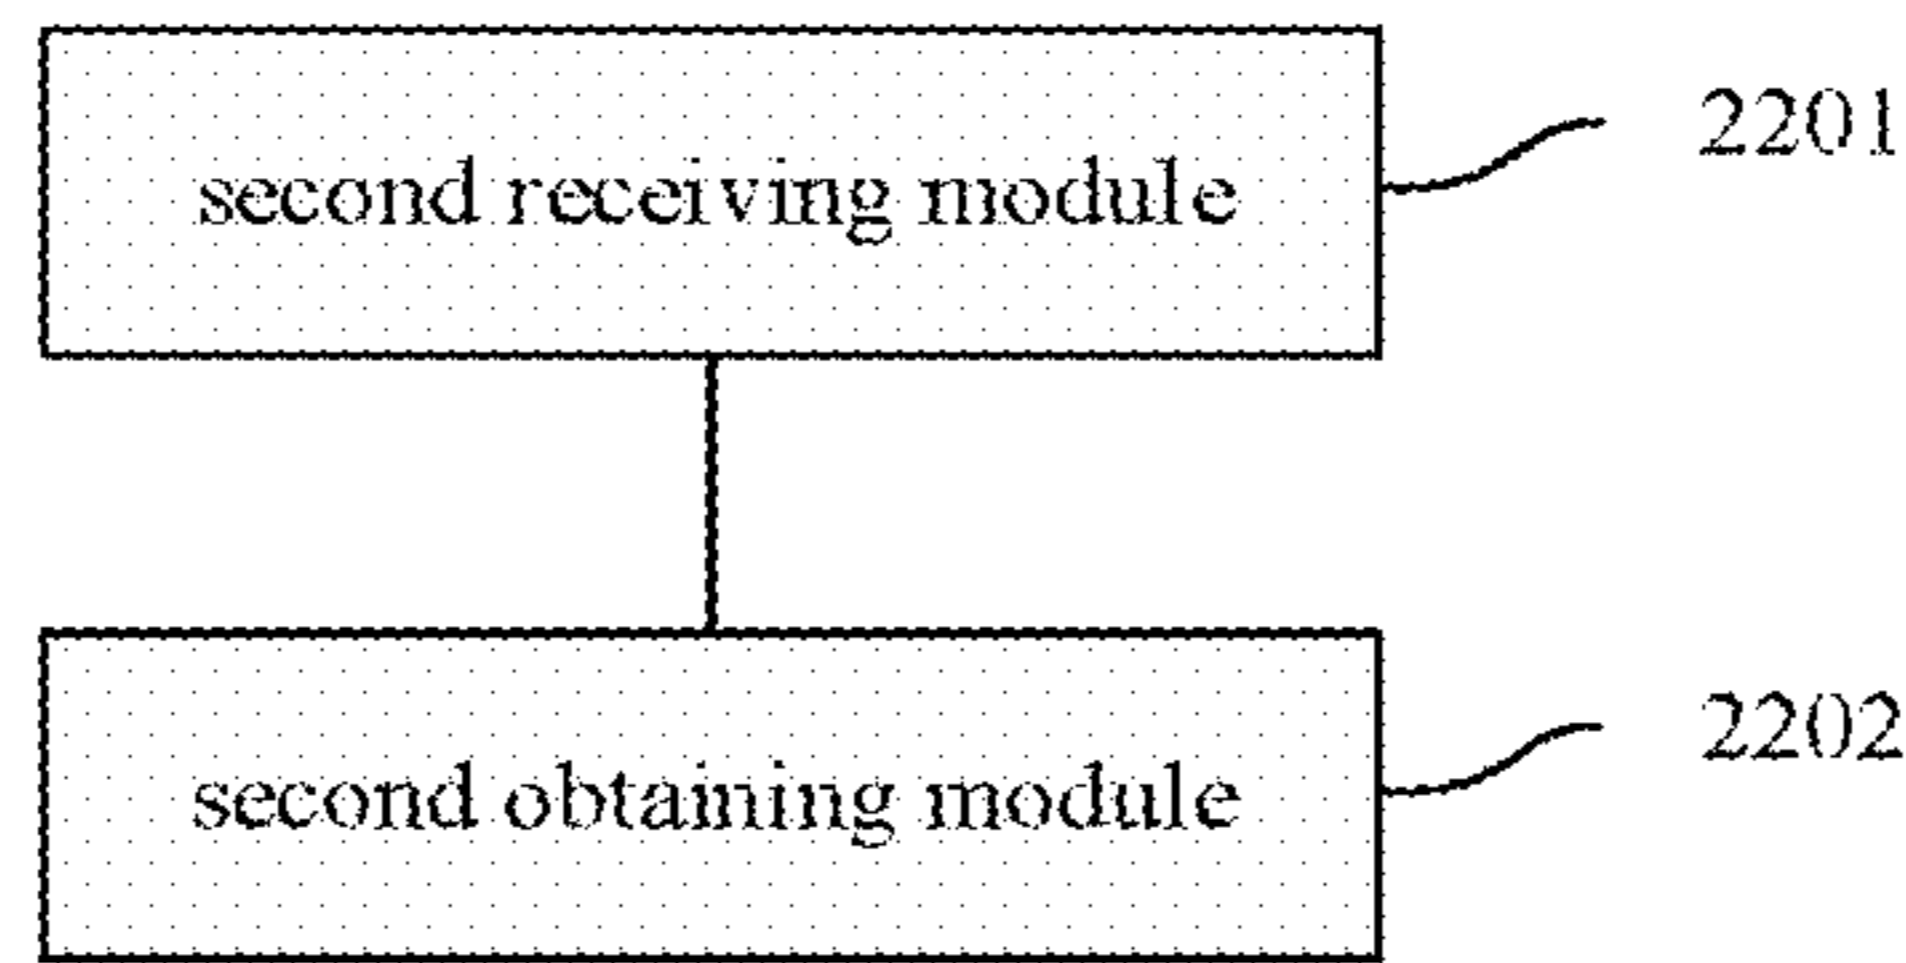 second receiving module
2201
second obtaining module
2202